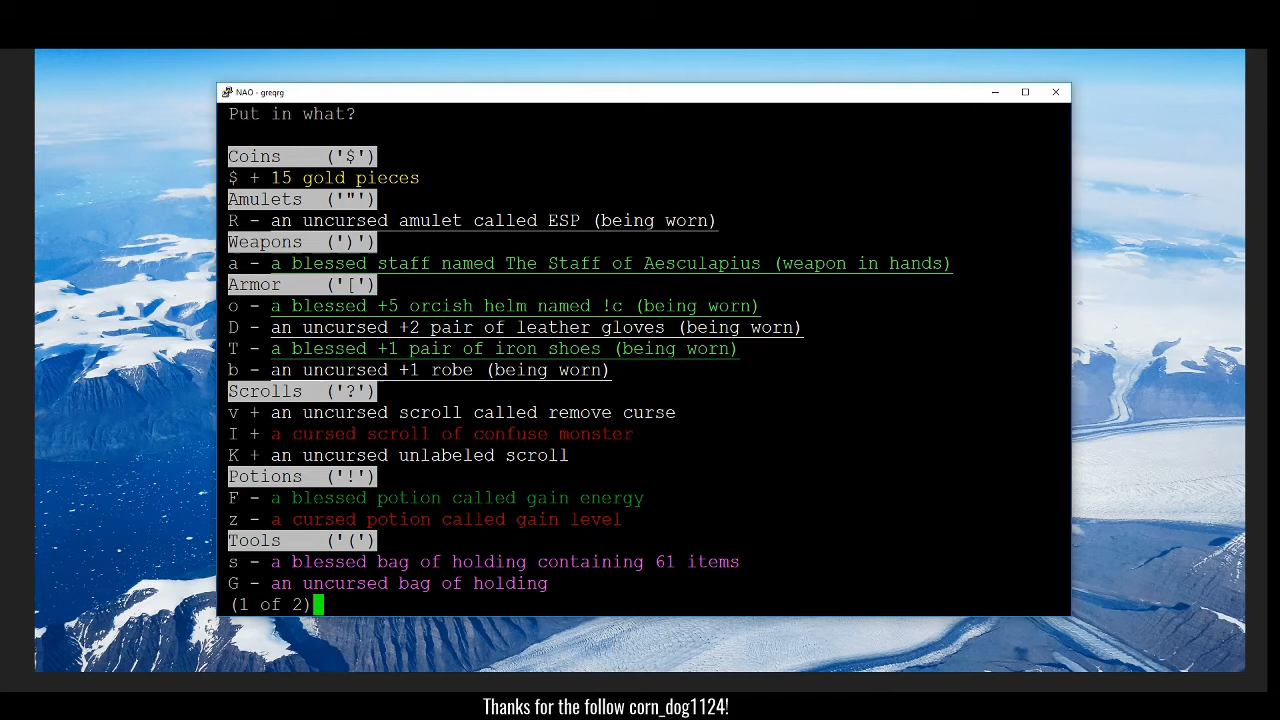 NAO - greqrg
Put in what?
Coins ('$')
$ + 15 gold pieces
Amulets ('"')
R - an uncursed amulet called ESP (being worn)
Weapons (')')
a - a blessed staff named The Staff of Aesculapius (weapon in hands)
Armor ('[')
o - a blessed +5 orcish helm named !c (being worn)
D - an uncursed +2 pair of leather gloves (being worn)
T - a blessed +1 pair of iron shoes (being worn)
b - an uncursed +1 robe (being worn)
Scrolls ('?')
v + an uncursed scroll called remove curse
I + a cursed scroll of confuse monster
K + an uncursed unlabeled scroll
Potions ('!')
F - a blessed potion called gain energy
z - a cursed potion called gain level
Tools ('(')
s - a blessed bag of holding containing 61 items
G - an uncursed bag of holding
(1 of 2)
Thanks for the follow corn_dog1124!